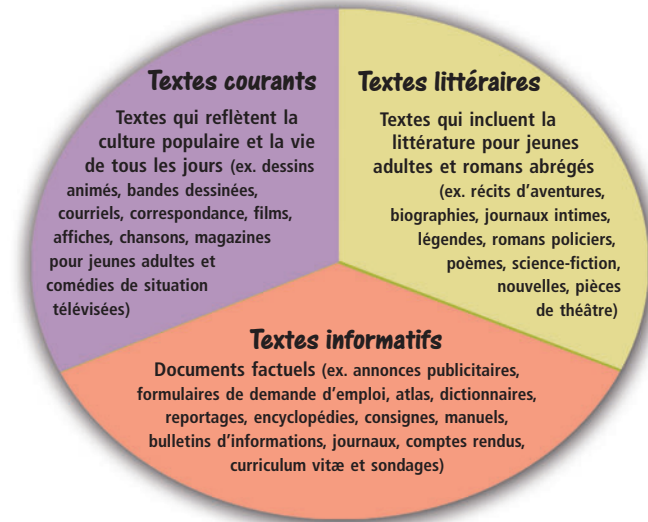 Textes courants
Textes qui reflètent la
culture populaire et la vie
de tous les jours (ex. dessins
animés, bandes dessinées,
courriels, correspondance, films,
affiches, chansons, magazines
pour jeunes adultes et
comédies de situation
télévisées)
Textes littéraires
Textes qui incluent la
littérature pour jeunes
adultes et romans abrégés
(ex. récits d'aventures,
biographies, journaux intimes,
légendes, romans policiers,
poèmes, science-fiction,
nouvelles, pièces
de théâtre)
Textes informatifs
Documents factuels (ex. annonces publicitaires,
formulaires de demande d'emploi, atlas, dictionnaires,
reportages, encyclopédies, consignes, manuels,
bulletins d'informations, journaux, comptes rendus,
curriculum vitæ et sondages)